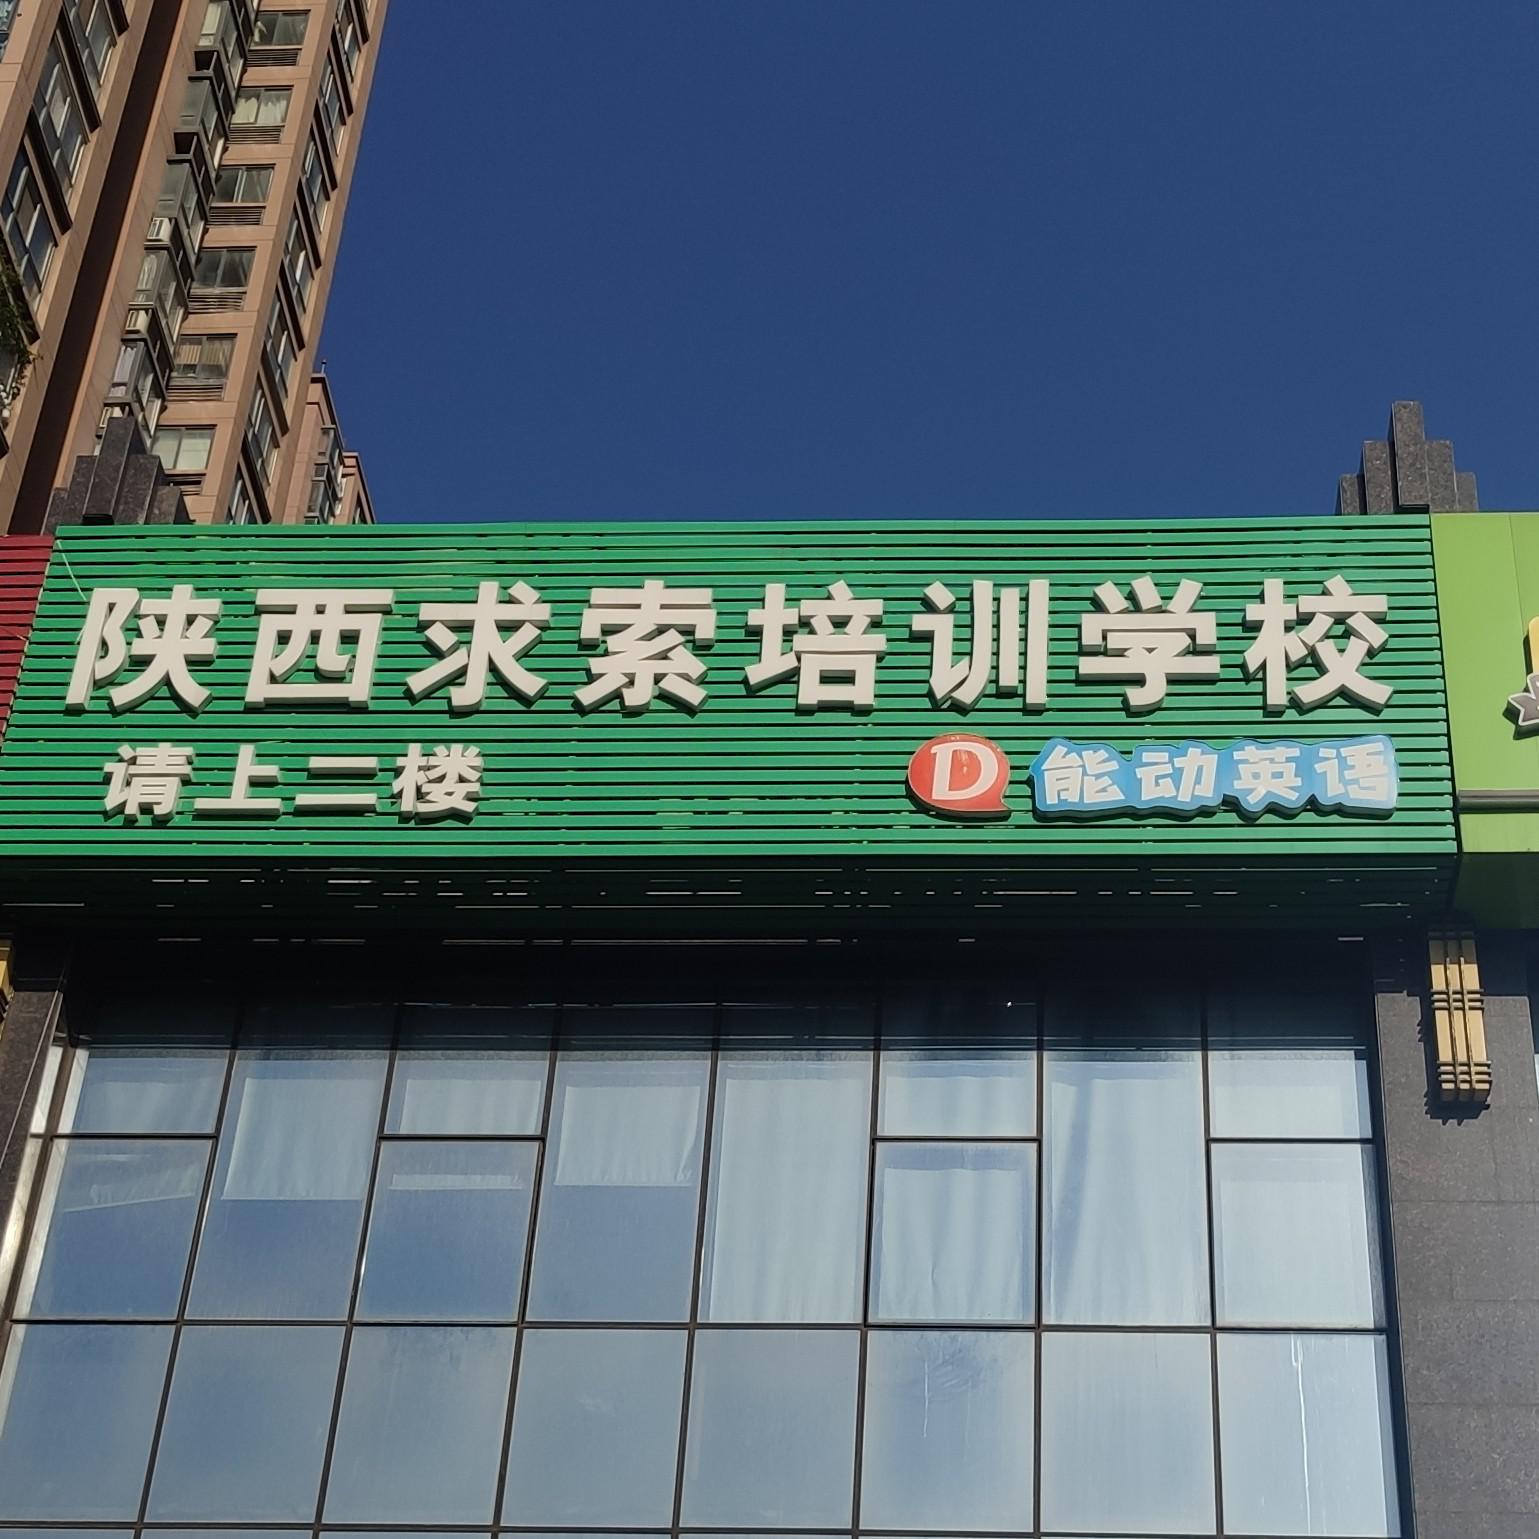 陕西求索培训学校
请上二楼
D 能动英语